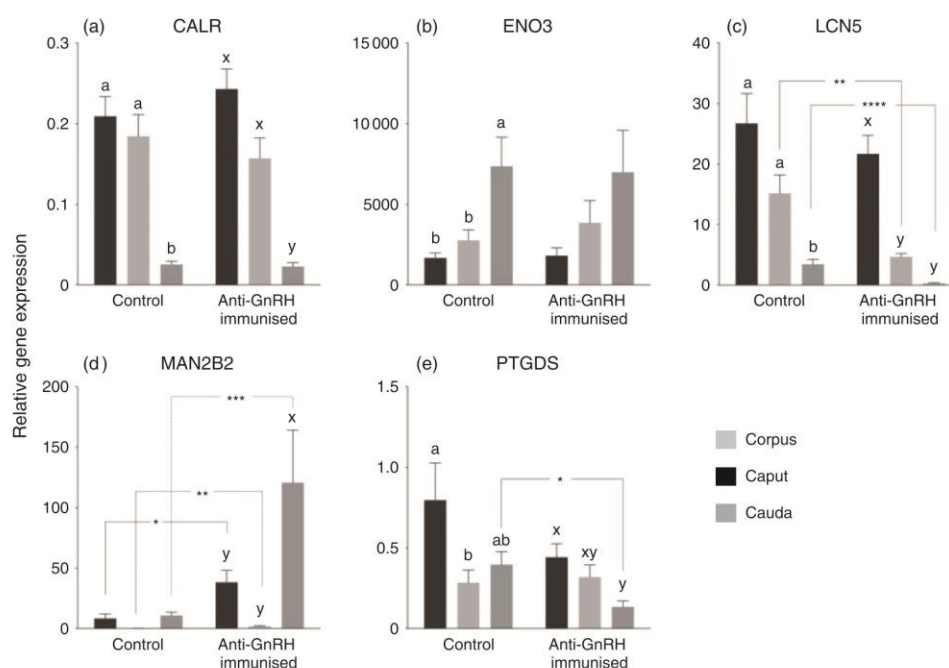 Relative gene expression
(a) CALR
0.3
0.2
0.1
0
a
a
b
x
x
y
Control
Anti-GnRH
immunised
(b) ENO3
15 000
10 000
5000
0
b
b
a
Control
Anti-GnRH
immunised
(c) LCN5
40
30
20
10
0
**
****
a
a
b
x
y
y
Control
Anti-GnRH
immunised
(d) MAN2B2
200
150
100
50
0
***
**
*
y
y
x
Control
Anti-GnRH
immunised
(e) PTGDS
1.5
1.0
0.5
0
*
a
b
ab
x
xy
y
Control
Anti-GnRH
immunised
Corpus
Caput
Cauda